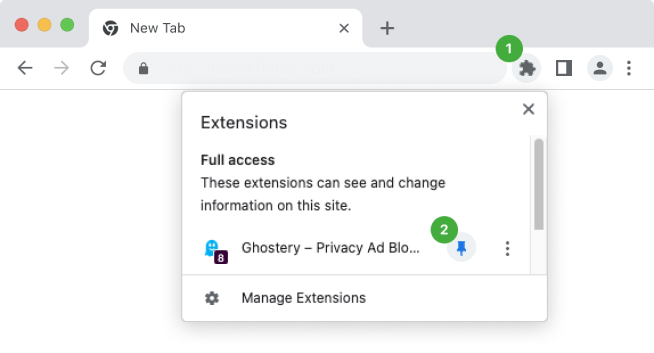 New Tab
1
Extensions
Full access
These extensions can see and change
information on this site.
2
8
Ghostery – Privacy Ad Blo...
Manage Extensions